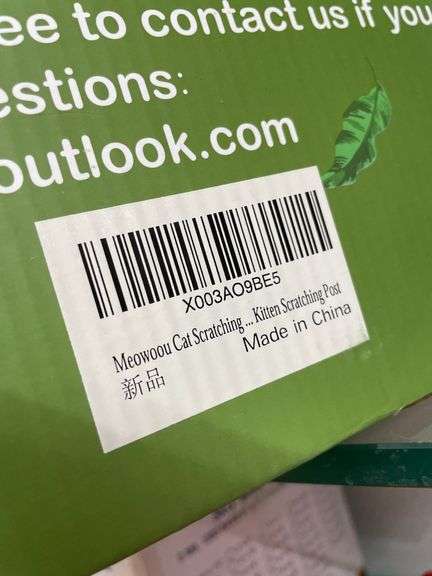 ee to contact us if you
estions:
outlook.com
X003AO9BE5
Meowoou Cat Scratching ... Kitten Scratching Post
新品
Made in China